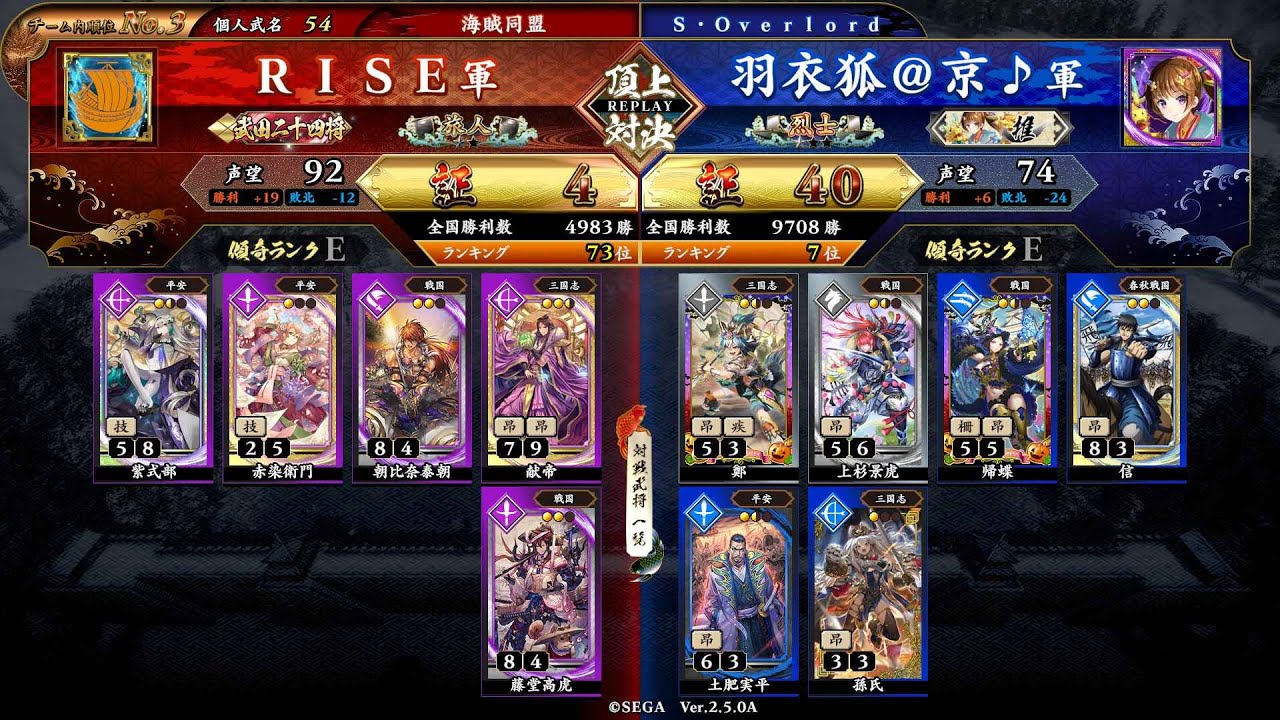 チーム内順位 No.3 個人武名 54 海賊同盟
S・Overlord
RISE軍
頂上
REPLAY
対決
羽衣狐@京♪軍
武田二十四将 旅人
烈士 推
声望 92
勝利 +19 敗北 -12
証 4
証 40
声望 74
勝利 +6 敗北 -24
全国勝利数 4983勝
全国勝利数 9708勝
傾奇ランクE
ランキング 73位
ランキング 7位
傾奇ランクE
平安
技
5 8
紫式部
平安
技
2 5
赤染衛門
戦国
8 4
朝比奈泰朝
三国志
昂 昂
7 9
献帝
三国志
昂 疾
5 3
鄭
戦国
昂
5 6
上杉景虎
戦国
柵 昂
5 5
帰蝶
春秋戦国
飛
昂
8 3
信
対戦武将一覧
戦国
8 4
藤堂高虎
平安
昂
6 3
土肥実平
三国志
昂
3 3
孫氏
©SEGA Ver.2.5.0A